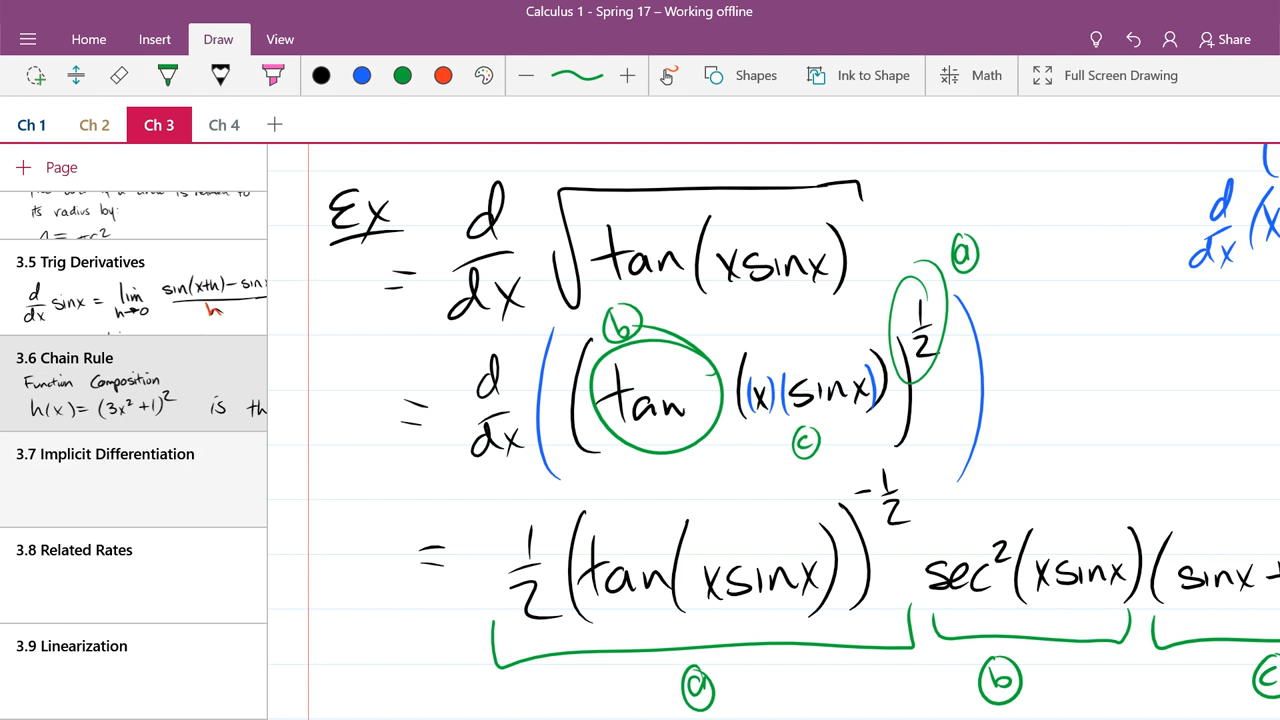 Calculus 1 - Spring 17 – Working offline
Home Insert Draw View Share
Shapes Ink to Shape Math Full Screen Drawing
Ch 1 Ch 2 Ch 3 Ch 4 +
+ Page
its radius by:
3.5 Trig Derivatives
d/dx sinx = lim h→0 sin(x+h) - sinx / h
3.6 Chain Rule
Function Composition
h(x) = (3x² + 1)² is th
3.7 Implicit Differentiation
3.8 Related Rates
3.9 Linearization
Ex d/dx √tan(xsinx)
d/dx (x
= d/dx ((tan ((x)(sinx))^1/2)
a
b
c
= 1/2 (tan(xsinx))^-1/2 sec²(xsinx)(sinx +
a b c